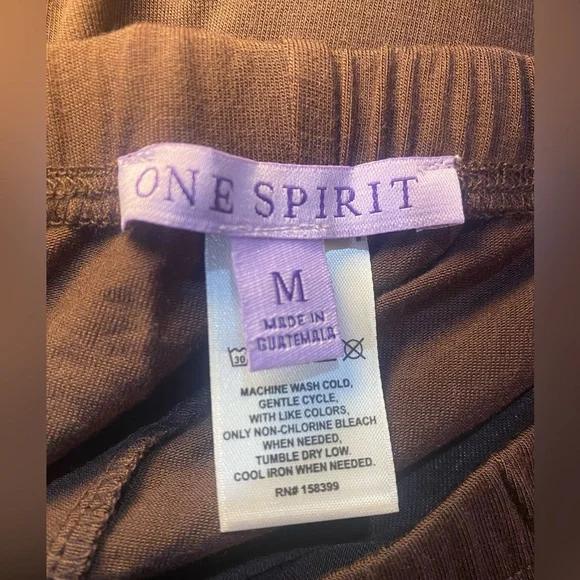 ONE SPIRIT
M
MADE IN
GUATEMALA
30
MACHINE WASH COLD,
GENTLE CYCLE,
WITH LIKE COLORS,
ONLY NON-CHLORINE BLEACH
WHEN NEEDED,
TUMBLE DRY LOW.
COOL IRON WHEN NEEDED.
RN# 158399